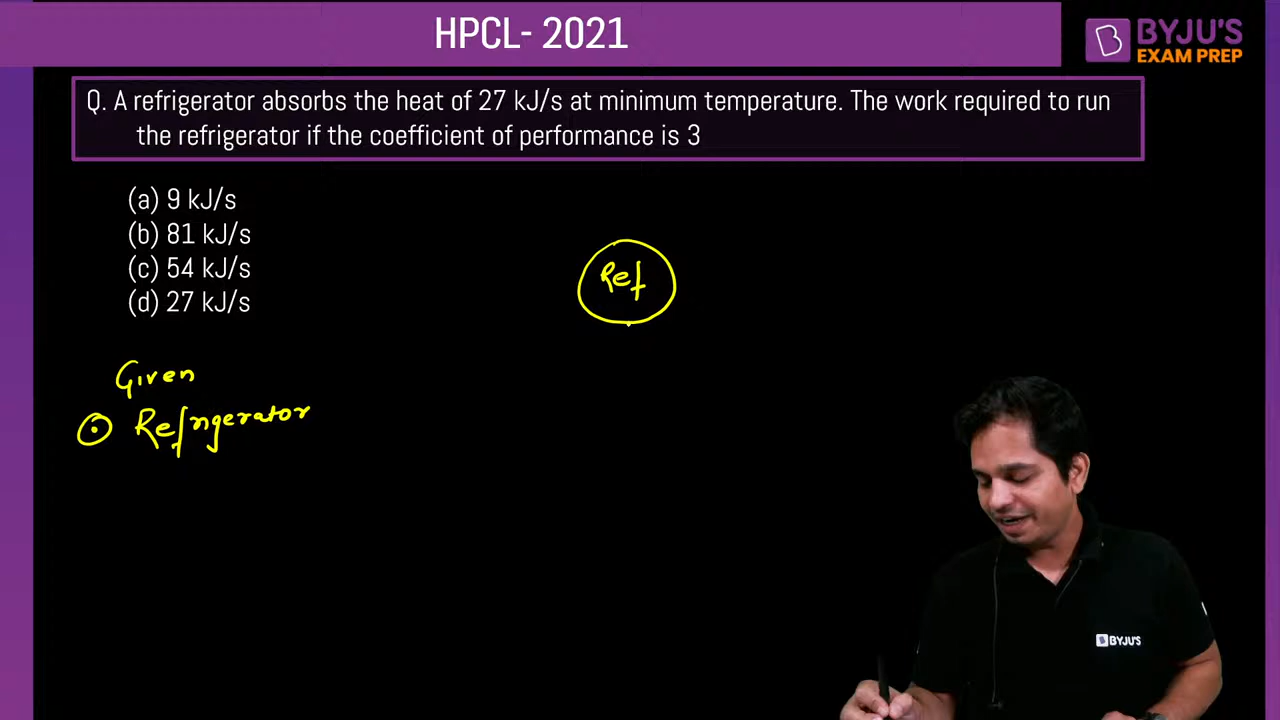 HPCL- 2021
BYJU'S
EXAM PREP
Q. A refrigerator absorbs the heat of 27 kJ/s at minimum temperature. The work required to run
the refrigerator if the coefficient of performance is 3
(a) 9 kJ/s
(b) 81 kJ/s
(c) 54 kJ/s
(d) 27 kJ/s
Ref
Given
Refrigerator
BYJU'S